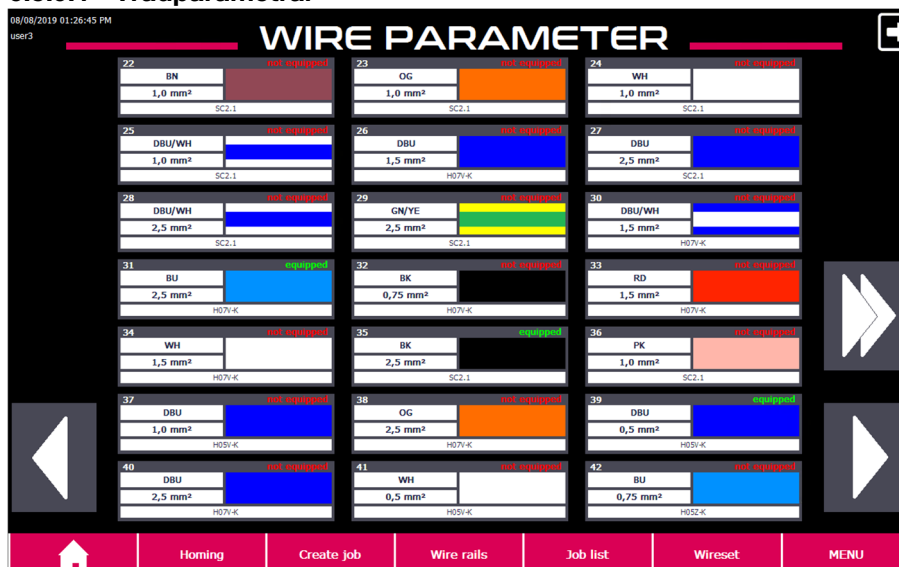 08/08/2019 01:26:45 PM
user3
WIRE PARAMETER
22 not equipped
BN
1,0 mm²
SC2.1
23 not equipped
OG
1,0 mm²
SC2.1
24 not equipped
WH
1,0 mm²
SC2.1
25 not equipped
DBU/WH
1,0 mm²
SC2.1
26 not equipped
DBU
1,5 mm²
H07V-K
27 not equipped
DBU
2,5 mm²
SC2.1
28 not equipped
DBU/WH
2,5 mm²
SC2.1
29 not equipped
GN/YE
2,5 mm²
SC2.1
30 not equipped
DBU/WH
1,5 mm²
H07V-K
31 equipped
BU
2,5 mm²
H07V-K
32 not equipped
BK
0,75 mm²
H07V-K
33 not equipped
RD
1,5 mm²
H07V-K
34 not equipped
WH
1,5 mm²
H07V-K
35 equipped
BK
2,5 mm²
SC2.1
36 not equipped
PK
1,0 mm²
SC2.1
37 not equipped
DBU
1,0 mm²
H05V-K
38 not equipped
OG
2,5 mm²
H07V-K
39 equipped
DBU
0,5 mm²
H05V-K
40 not equipped
DBU
2,5 mm²
H07V-K
41 not equipped
WH
0,5 mm²
H05V-K
42 not equipped
BU
0,75 mm²
H05Z-K
Homing
Create job
Wire rails
Job list
Wireset
MENU